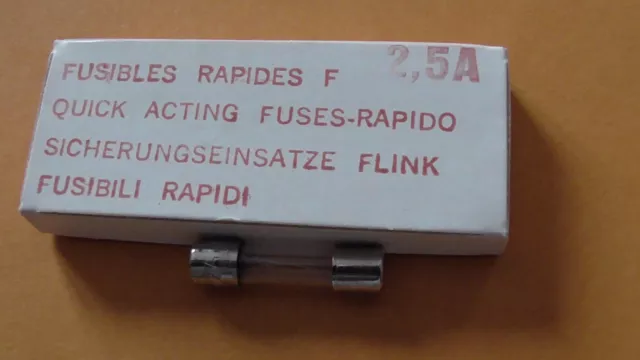 2,5A
FUSIBLES RAPIDES F
QUICK ACTING FUSES-RAPIDO
SICHERUNGSEINSATZE FLINK
FUSIBILI RAPIDI